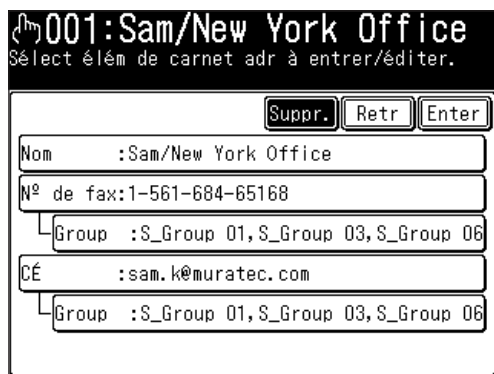 001:Sam/New York Office
Sélect élém de carnet adr à entrer/éditer.
Suppr. Retr Enter
Nom :Sam/New York Office
Nº de fax:1-561-684-65168
Group :S_Group 01,S_Group 03,S_Group 06
CÉ :sam.k@muratec.com
Group :S_Group 01,S_Group 03,S_Group 06